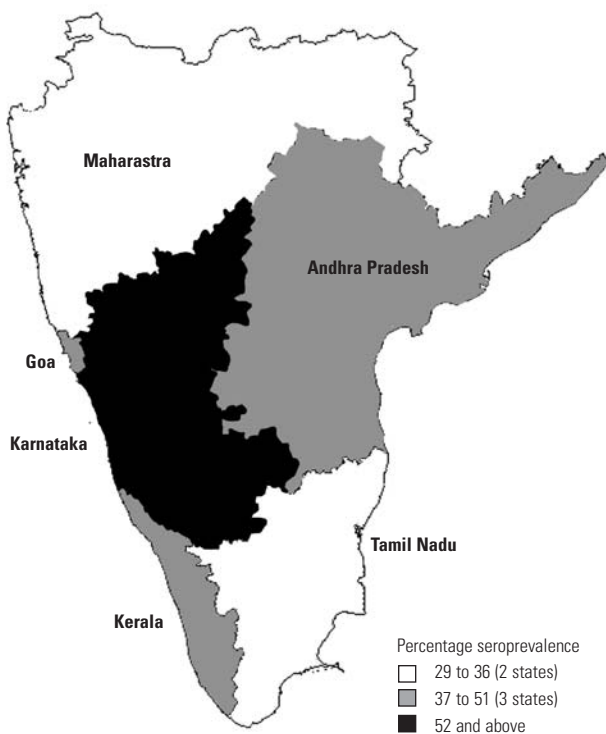 Maharastra
Andhra Pradesh
Goa
Karnataka
Tamil Nadu
Kerala
Percentage seroprevalence
29 to 36 (2 states)
37 to 51 (3 states)
52 and above